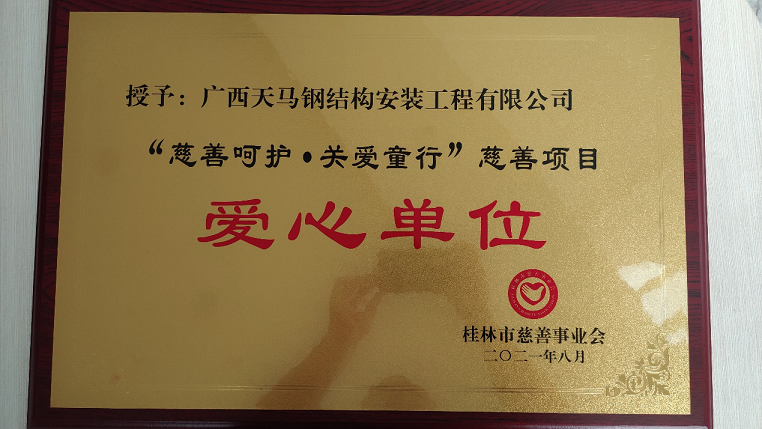 授予：广西天马钢结构安装工程有限公司
“慈善呵护·关爱童行”慈善项目
爱心单位
桂林市慈善事业会
二〇二一年八月